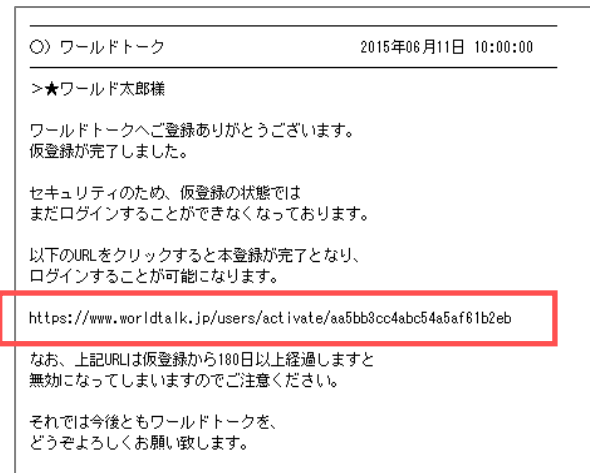 ○）ワールドトーク 2015年06月11日 10:00:00
＞★ワールド太郎様
ワールドトークへご登録ありがとうございます。
仮登録が完了しました。
セキュリティのため、仮登録の状態では
まだログインすることができなくなっております。
以下のURLをクリックすると本登録が完了となり、
ログインすることが可能になります。
https://www.worldtalk.jp/users/activate/aa5bb3cc4abc54a5af61b2eb
なお、上記URLは仮登録から180日以上経過しますと
無効になってしまいますのでご注意ください。
それでは今後ともワールドトークを、
どうぞよろしくお願い致します。